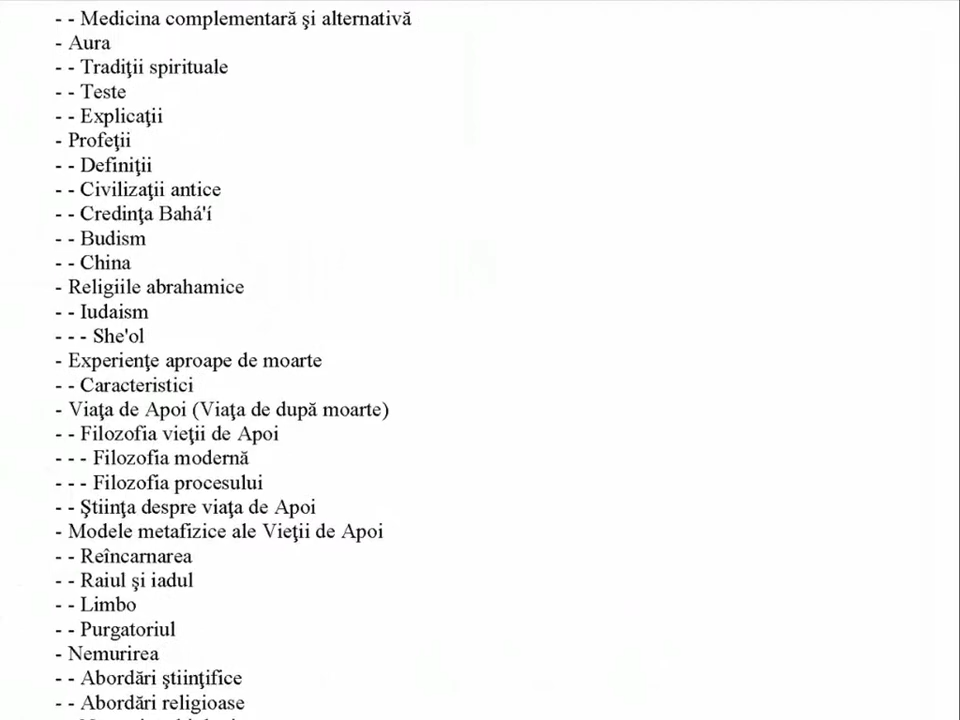 - - Medicina complementară şi alternativă
- Aura
- - Tradiţii spirituale
- - Teste
- - Explicaţii
- Profeţii
- - Definiţii
- - Civilizaţii antice
- - Credinţa Bahá'í
- - Budism
- - China
- Religiile abrahamice
- - Iudaism
- - - She'ol
- Experienţe aproape de moarte
- - Caracteristici
- Viaţa de Apoi (Viaţa de după moarte)
- - Filozofia vieţii de Apoi
- - - Filozofia modernă
- - - Filozofia procesului
- - Ştiinţa despre viaţa de Apoi
- Modele metafizice ale Vieţii de Apoi
- - Reîncarnarea
- - Raiul şi iadul
- - Limbo
- - Purgatoriul
- Nemurirea
- - Abordări ştiinţifice
- - Abordări religioase